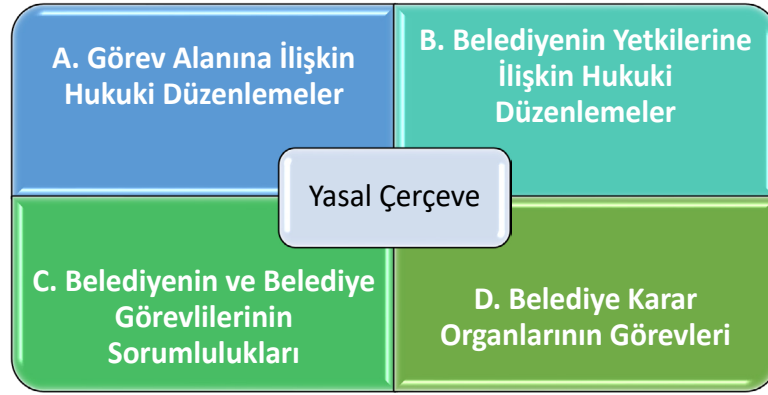 A. Görev Alanına İlişkin
Hukuki Düzenlemeler
B. Belediyenin Yetkilerine
İlişkin Hukuki
Düzenlemeler
Yasal Çerçeve
C. Belediyenin ve Belediye
Görevlilerinin
Sorumlulukları
D. Belediye Karar
Organlarının Görevleri